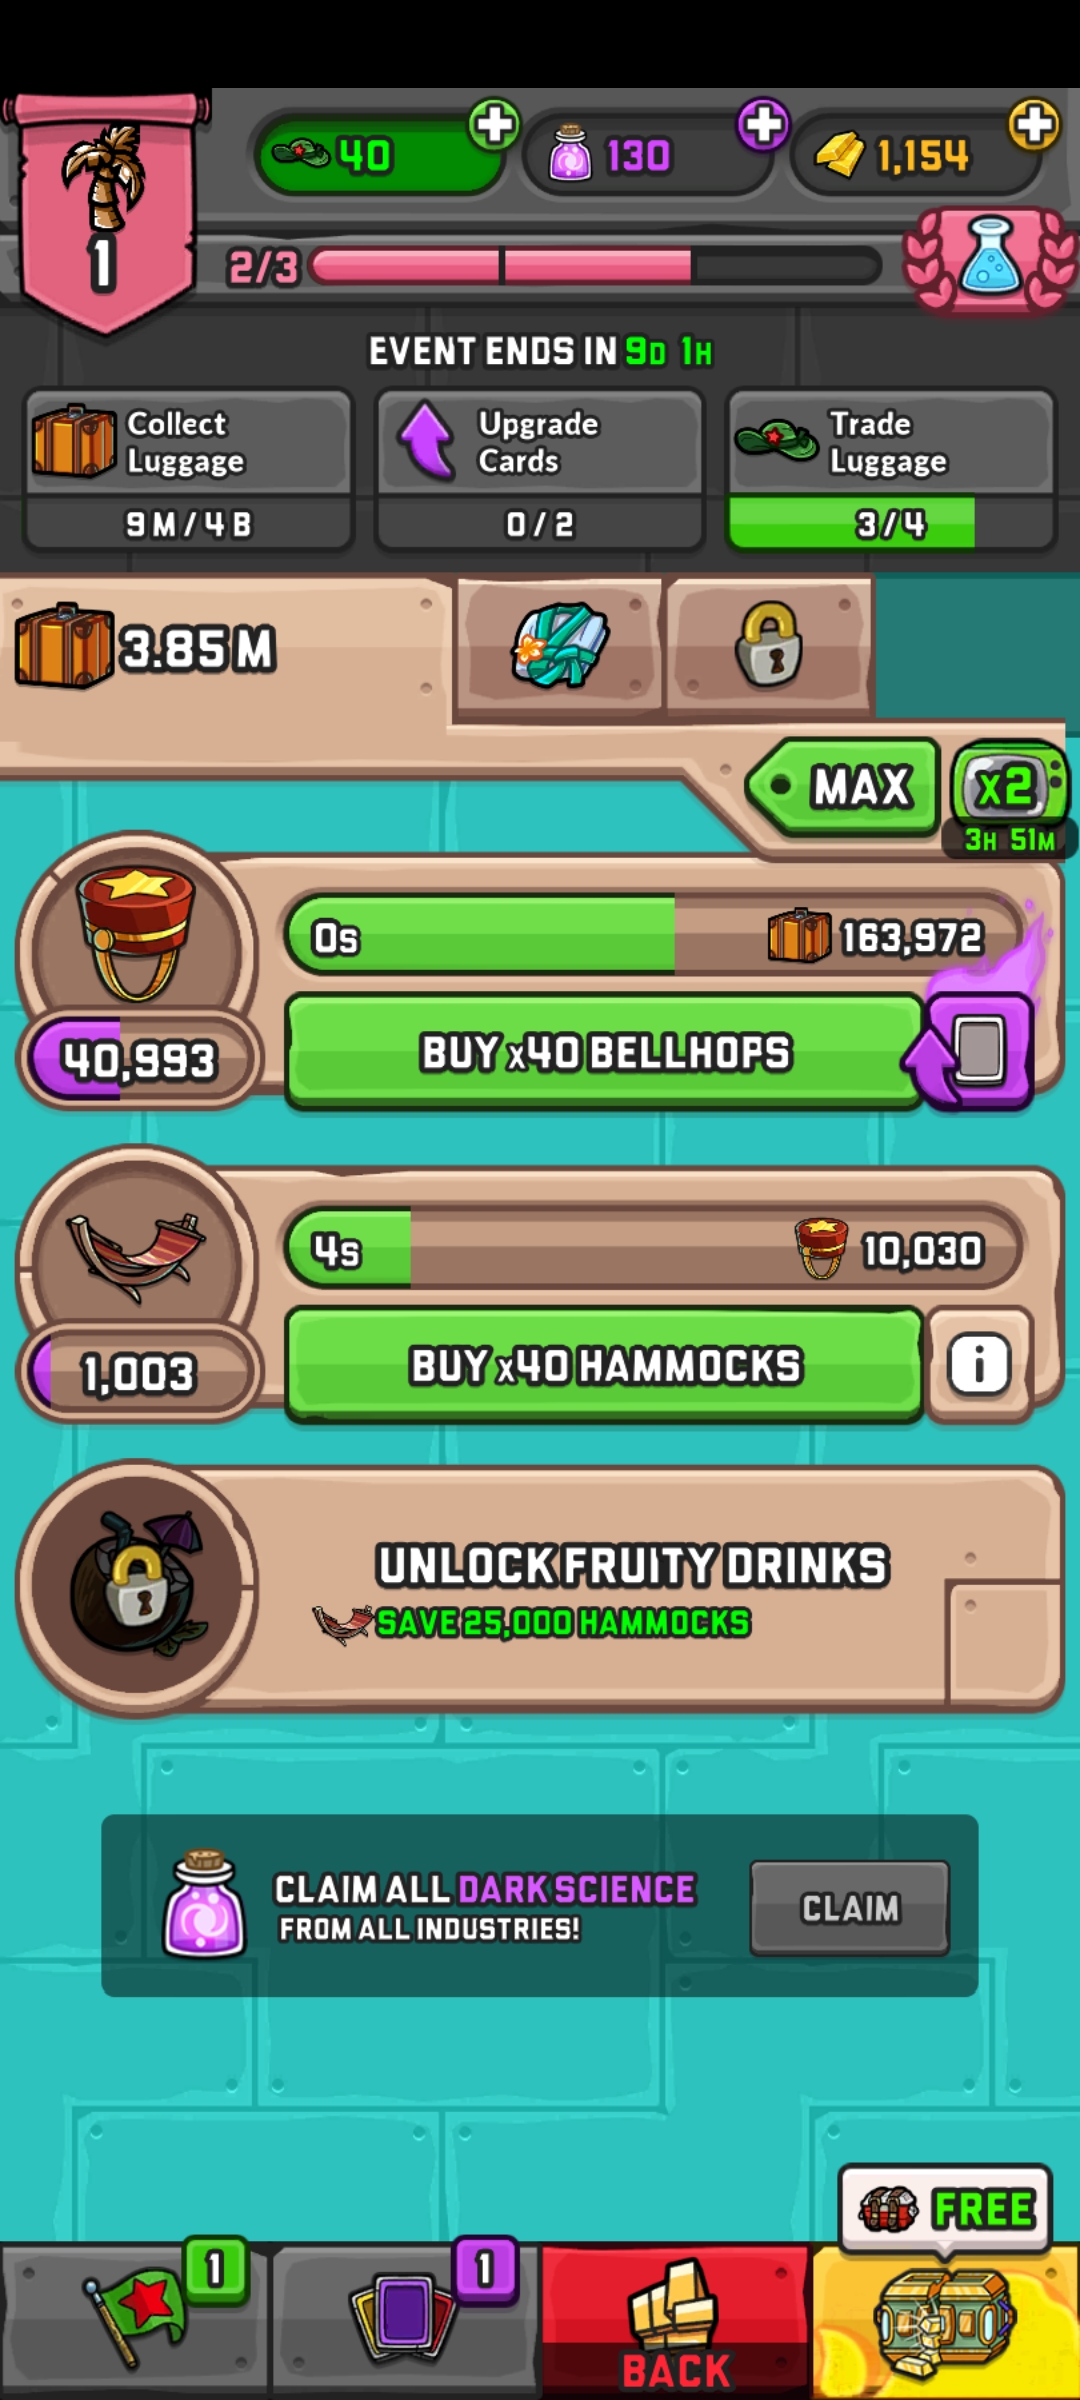 40
130
1,154
1
2/3
EVENT ENDS IN 9D 1H
Collect
Luggage
9M/4B
Upgrade
Cards
0/2
Trade
Luggage
3/4
3.85M
MAX
x2
3H 51M
0s
163,972
40,993
BUY x40 BELLHOPS
4s
10,030
1,003
BUY x40 HAMMOCKS
i
UNLOCK FRUITY DRINKS
SAVE 25,000 HAMMOCKS
CLAIM ALL DARK SCIENCE
FROM ALL INDUSTRIES!
CLAIM
FREE
1
1
BACK